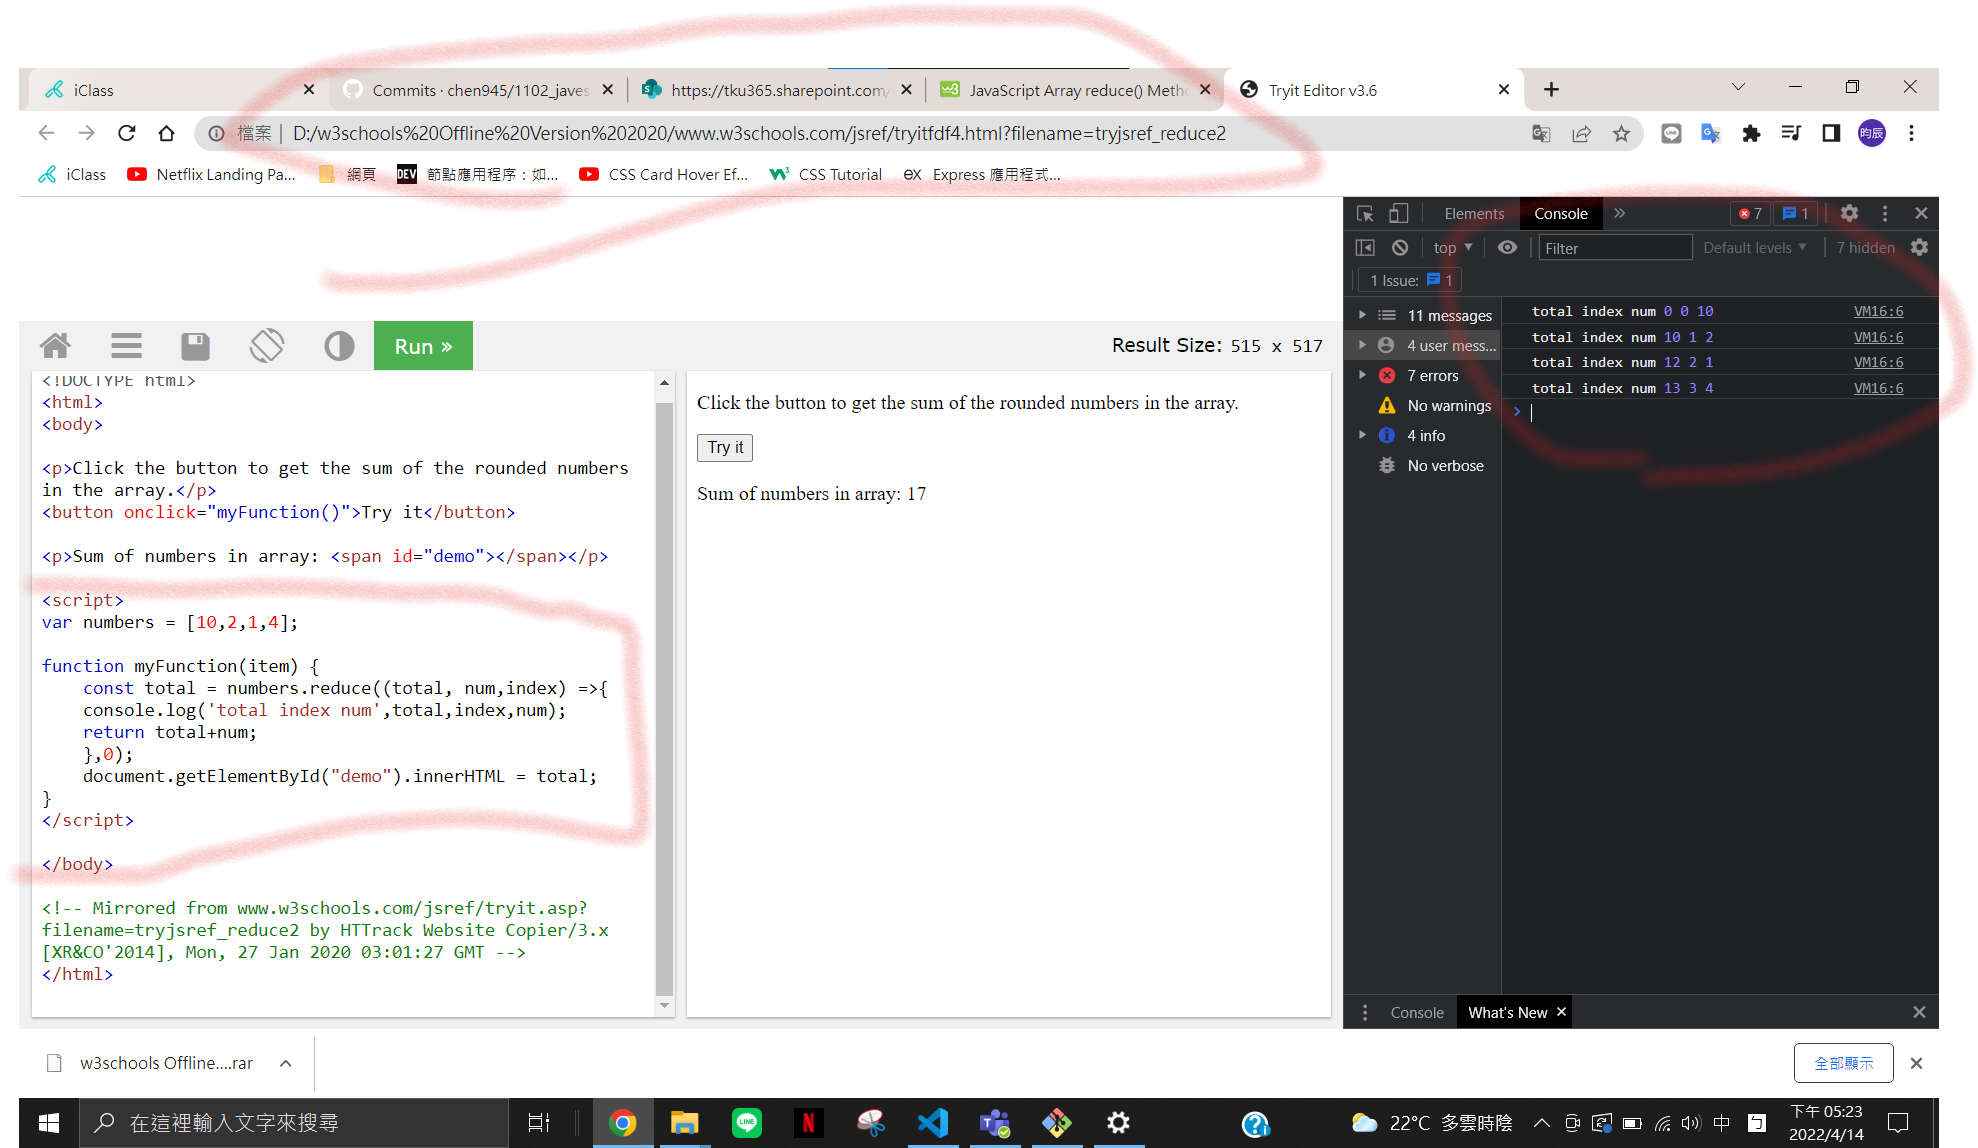 iClass
Commits · chen945/1102_javes
https://tku365.sharepoint.com/
JavaScript Array reduce() Metho
Tryit Editor v3.6
檔案 | D:/w3schools%20Offline%20Version%202020/www.w3schools.com/jsref/tryitfdf4.html?filename=tryjsref_reduce2
昀辰
iClass
Netflix Landing Pa...
網頁
DEV 節點應用程序:如...
CSS Card Hover Ef...
CSS Tutorial
ex Express 應用程式...
Elements Console 7 1
top Filter Default levels 7 hidden
1 Issue: 1
11 messages
4 user mess...
7 errors
No warnings
4 info
No verbose
total index num 0 0 10 VM16:6
total index num 10 1 2 VM16:6
total index num 12 2 1 VM16:6
total index num 13 3 4 VM16:6
Run »
Result Size: 515 x 517
<!DOCTYPE html>
<html>
<body>
<p>Click the button to get the sum of the rounded numbers
in the array.</p>
<button onclick="myFunction()">Try it</button>
<p>Sum of numbers in array: <span id="demo"></span></p>
<script>
var numbers = [10,2,1,4];
function myFunction(item) {
const total = numbers.reduce((total, num,index) =>{
console.log('total index num',total,index,num);
return total+num;
},0);
document.getElementById("demo").innerHTML = total;
}
</script>
</body>
<!-- Mirrored from www.w3schools.com/jsref/tryit.asp?
filename=tryjsref_reduce2 by HTTrack Website Copier/3.x
[XR&CO'2014], Mon, 27 Jan 2020 03:01:27 GMT -->
</html>
Click the button to get the sum of the rounded numbers in the array.
Try it
Sum of numbers in array: 17
Console What's New
w3schools Offline....rar
全部顯示
在這裡輸入文字來搜尋
LINE
N
22°C 多雲時陰
中
下午 05:23
2022/4/14